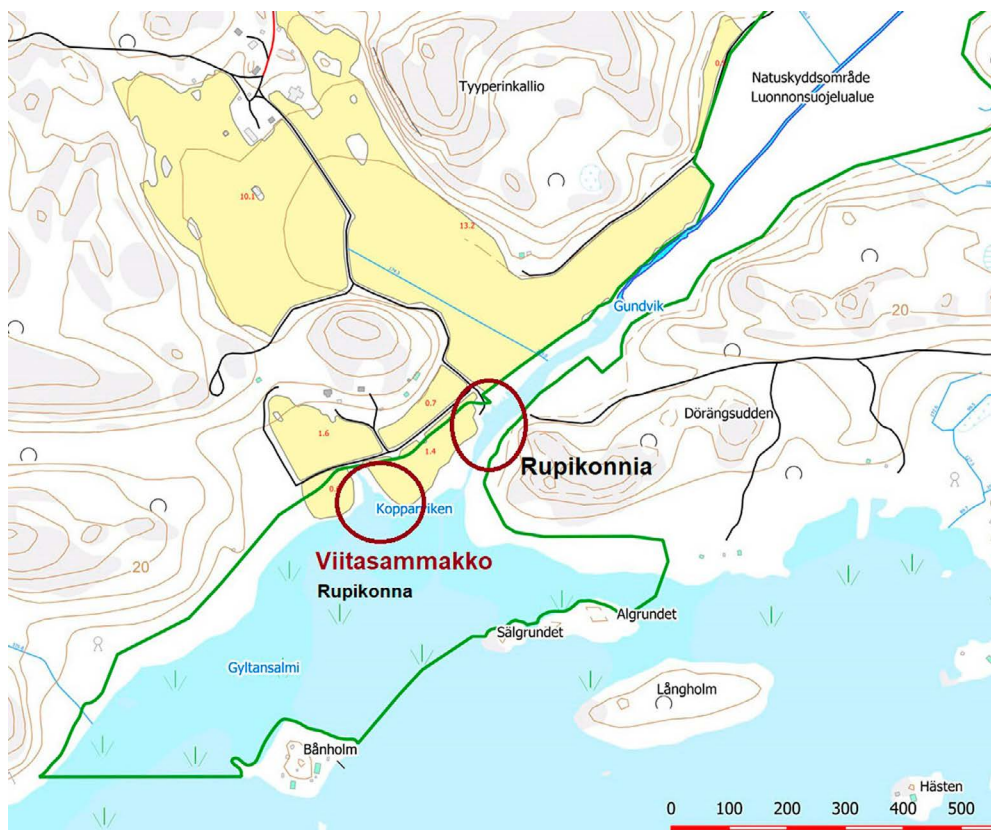 Tyyperinkallio
Natuskyddsområde
Luonnonsuojelualue
10.1
13.2
Gundvik
20
0.7
Dörängsudden
1.6
1.4
Rupikonnia
Viitasammakko
Rupikonna
20
Algrundet
Sälgrundet
Gyltansalmi
Långholm
Bånholm
Hästen
0 100 200 300 400 500